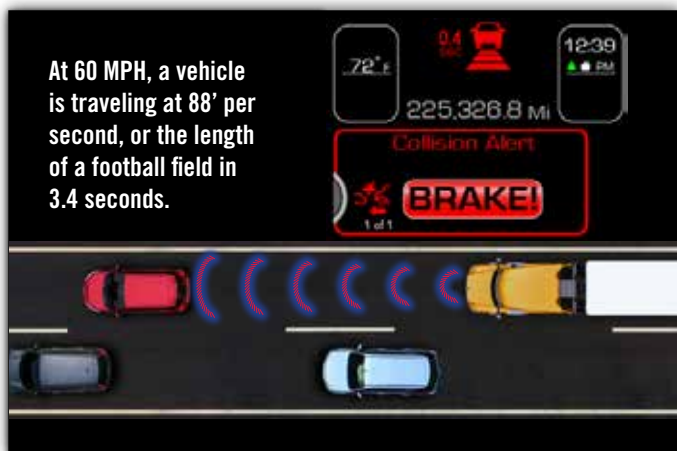 At 60 MPH, a vehicle
is traveling at 88’ per
second, or the length
of a football field in
3.4 seconds.
0.4
SEC
72° F
12:39
PM
225,326.8 Mi
Collision Alert
BRAKE!
1 of 1